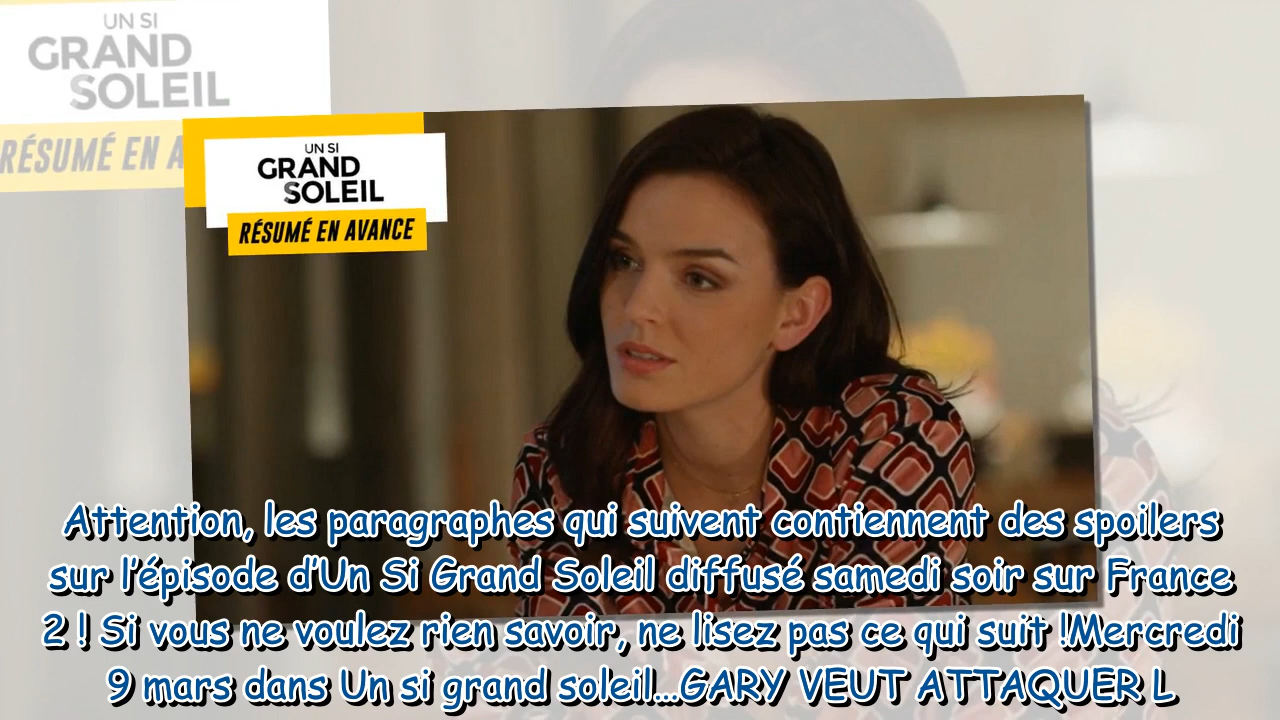 UN SI
GRAND
SOLEIL
RÉSUMÉ EN A
UN SI
GRAND
SOLEIL
RÉSUMÉ EN AVANCE
Attention, les paragraphes qui suivent contiennent des spoilers
sur l'épisode d'Un Si Grand Soleil diffusé samedi soir sur France
2 ! Si vous ne voulez rien savoir, ne lisez pas ce qui suit !Mercredi
9 mars dans Un si grand soleil...GARY VEUT ATTAQUER L